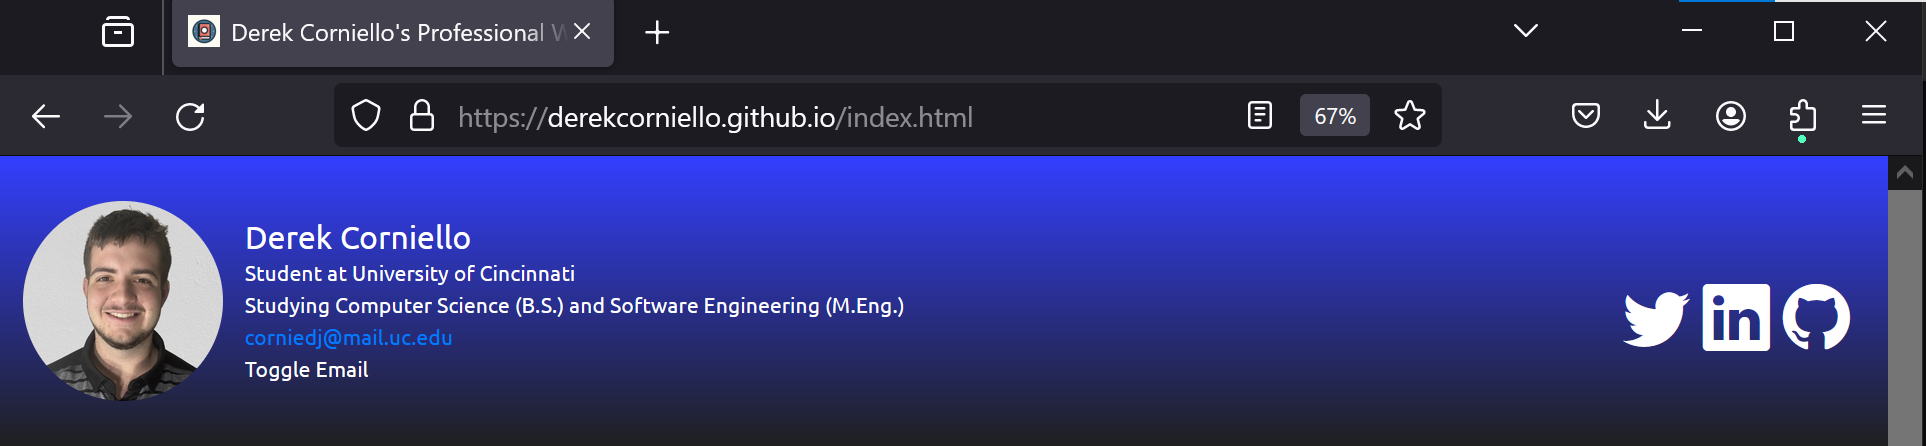 Derek Corniello's Professional W
https://derekcorniello.github.io/index.html
67%
Derek Corniello
Student at University of Cincinnati
Studying Computer Science (B.S.) and Software Engineering (M.Eng.)
corniedj@mail.uc.edu
Toggle Email
in